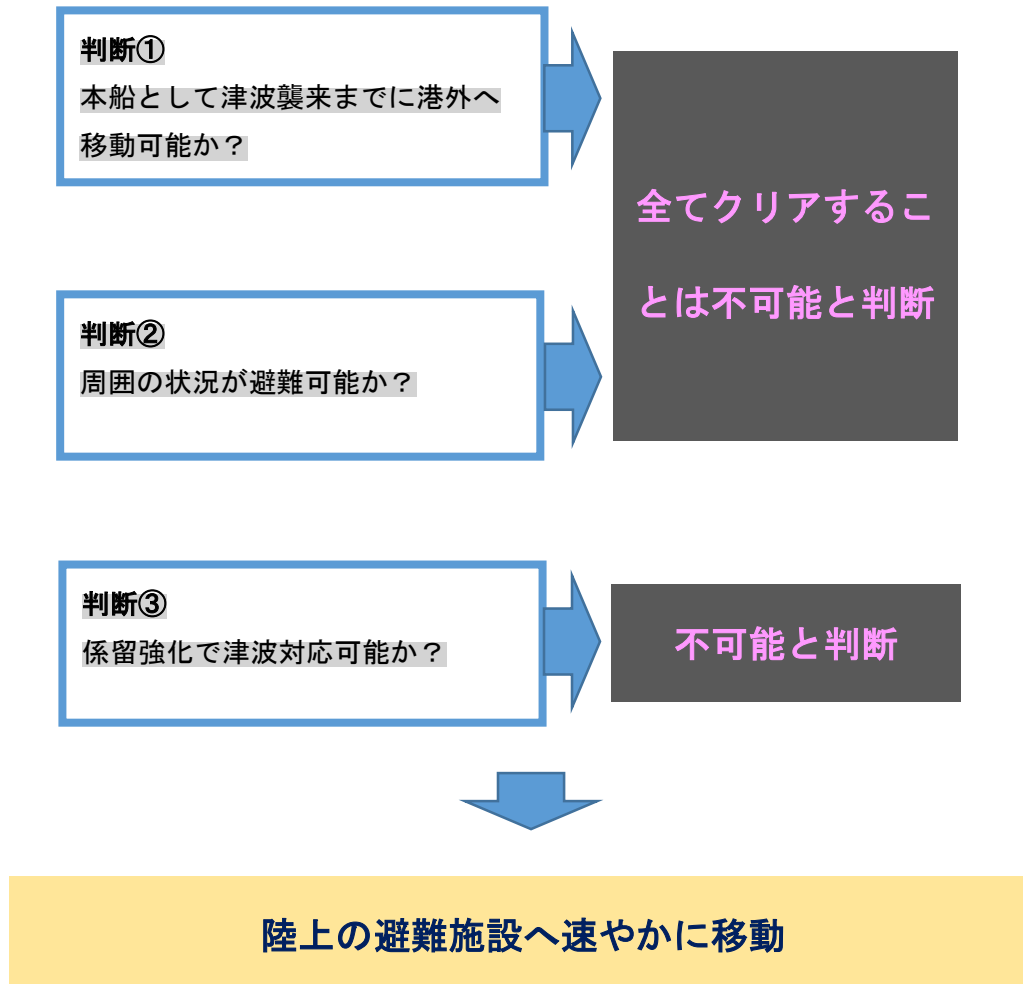 判断①
本船として津波襲来までに港外へ
移動可能か？
全てクリアするこ
とは不可能と判断
判断②
周囲の状況が避難可能か？
判断③
係留強化で津波対応可能か？
不可能と判断
陸上の避難施設へ速やかに移動